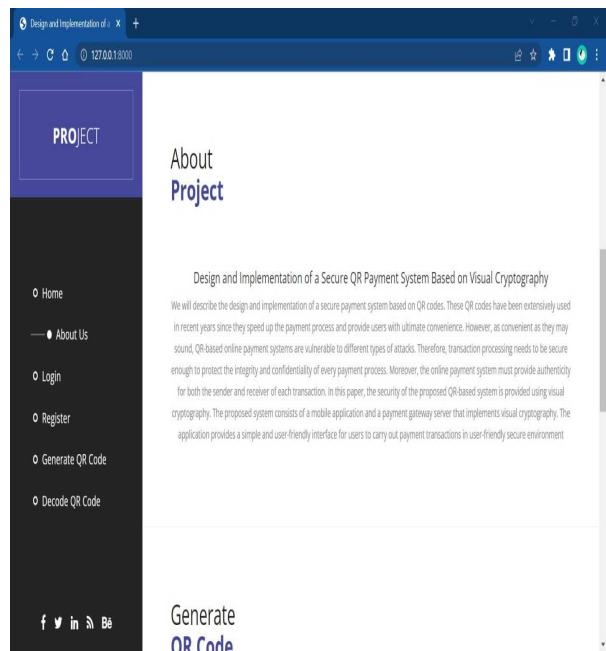 Design and Implementation of a
127.0.0.1:8000
PROJECT
Home
About Us
Login
Register
Generate QR Code
Decode QR Code
About
Project
Design and Implementation of a Secure QR Payment System Based on Visual Cryptography
We will describe the design and implementation of a secure payment system based on QR codes. These QR codes have been extensively used
in recent years since they speed up the payment process and provide users with ultimate convenience. However, as convenient as they may
sound, QR-based online payment systems are vulnerable to different types of attacks. Therefore, transaction processing needs to be secure
enough to protect the integrity and confidentiality of every payment process. Moreover, the online payment system must provide authenticity
for both the sender and receiver of each transaction. In this paper, the security of the proposed QR-based system is provided using visual
cryptography. The proposed system consists of a mobile application and a payment gateway server that implements visual cryptography. The
application provides a simple and user-friendly interface for users to carry out payment transactions in user-friendly secure environment
Generate
QR Code